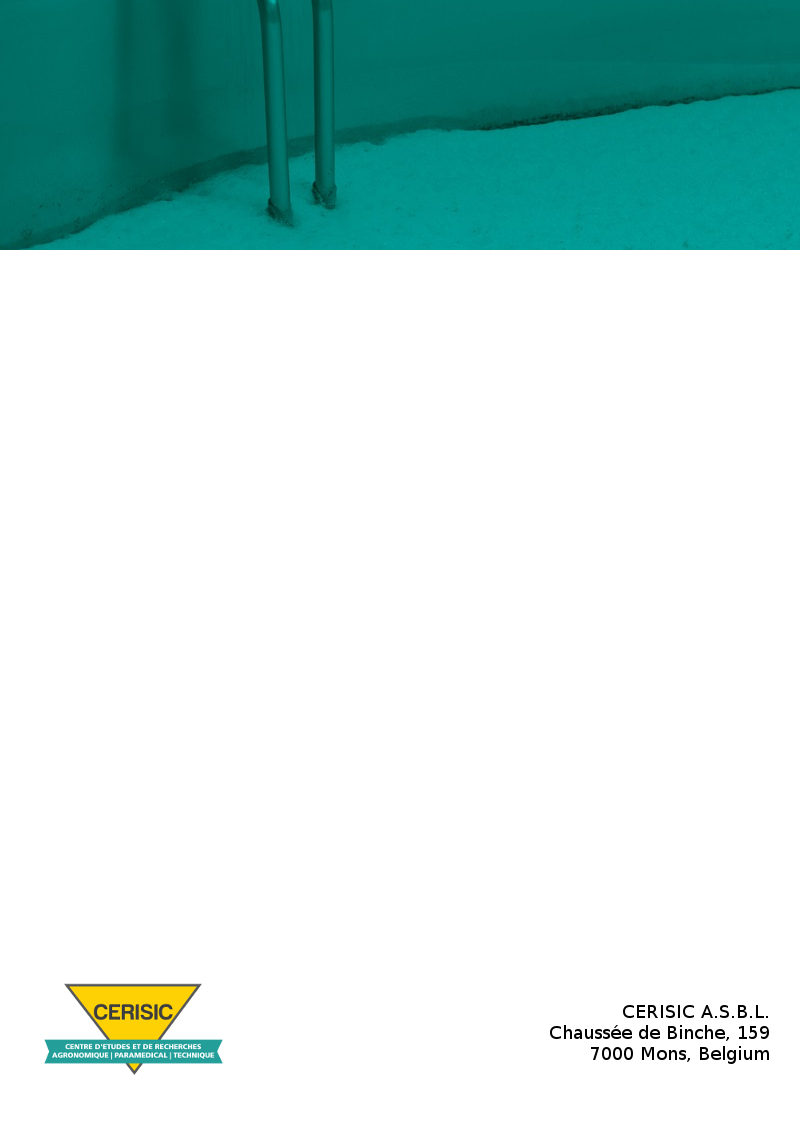 CERISIC
CENTRE D'ETUDES ET DE RECHERCHES
AGRONOMIQUE | PARAMEDICAL | TECHNIQUE
CERISIC A.S.B.L.
Chaussée de Binche, 159
7000 Mons, Belgium